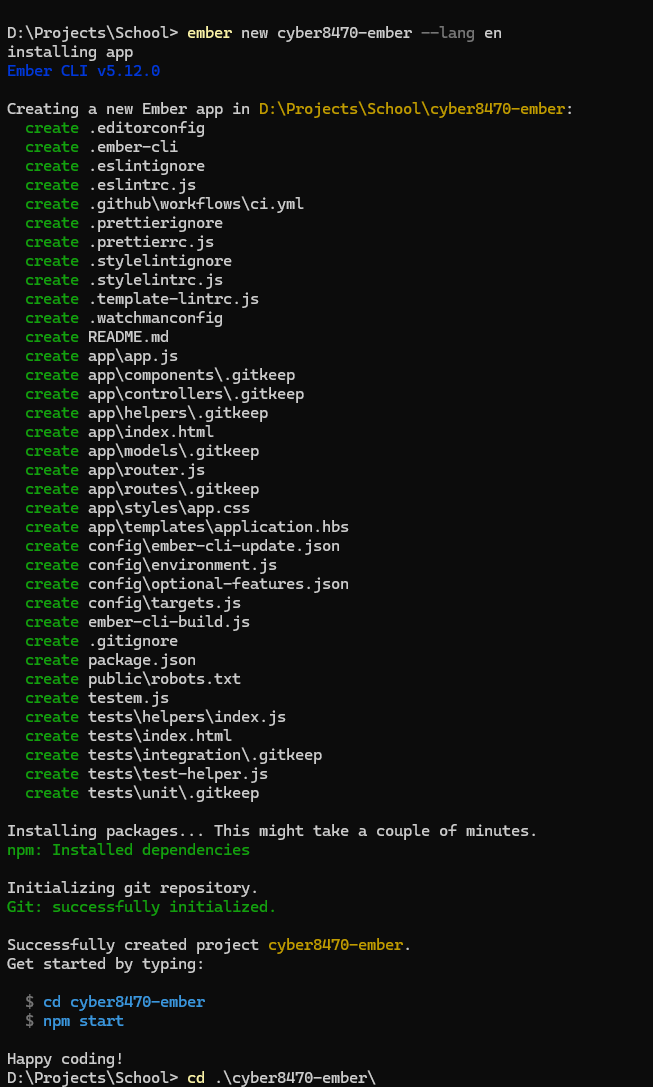 D:\Projects\School> ember new cyber8470-ember --lang en
installing app
Ember CLI v5.12.0
Creating a new Ember app in D:\Projects\School\cyber8470-ember:
create .editorconfig
create .ember-cli
create .eslintignore
create .eslintrc.js
create .github\workflows\ci.yml
create .prettierignore
create .prettierrc.js
create .stylelintignore
create .stylelintrc.js
create .template-lintrc.js
create .watchmanconfig
create README.md
create app\app.js
create app\components\.gitkeep
create app\controllers\.gitkeep
create app\helpers\.gitkeep
create app\index.html
create app\models\.gitkeep
create app\router.js
create app\routes\.gitkeep
create app\styles\app.css
create app\templates\application.hbs
create config\ember-cli-update.json
create config\environment.js
create config\optional-features.json
create config\targets.js
create ember-cli-build.js
create .gitignore
create package.json
create public\robots.txt
create testem.js
create tests\helpers\index.js
create tests\index.html
create tests\integration\.gitkeep
create tests\test-helper.js
create tests\unit\.gitkeep
Installing packages... This might take a couple of minutes.
npm: Installed dependencies
Initializing git repository.
Git: successfully initialized.
Successfully created project cyber8470-ember.
Get started by typing:
$ cd cyber8470-ember
$ npm start
Happy coding!
D:\Projects\School> cd .\cyber8470-ember\